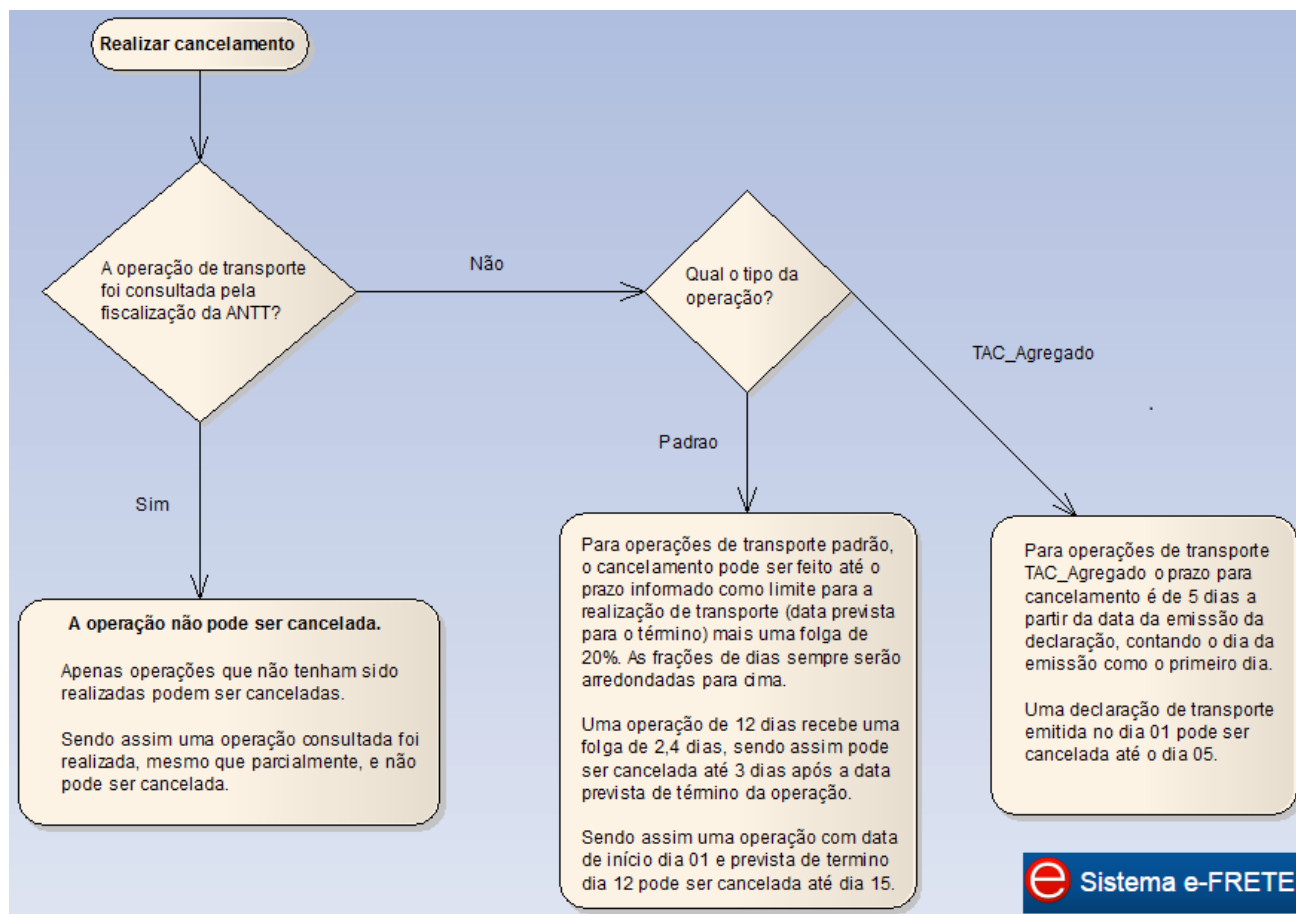 Realizar cancelamento
A operação de transporte
foi consultada pela
fiscalização da ANTT?
Não
Qual o tipo da
operação?
TAC_Agregado
Padrao
Sim
A operação não pode ser cancelada.
Apenas operações que não tenham sido
realizadas podem ser canceladas.
Sendo assim uma operação consultada foi
realizada, mesmo que parcialmente, e não
pode ser cancelada.
Para operações de transporte padrão,
o cancelamento pode ser feito até o
prazo informado como limite para a
realização de transporte (data prevista
para o término) mais uma folga de
20%. As frações de dias sempre serão
arredondadas para cima.
Uma operação de 12 dias recebe uma
folga de 2,4 dias, sendo assim pode
ser cancelada até 3 dias após a data
prevista de término da operação.
Sendo assim uma operação com data
de início dia 01 e prevista de termino
dia 12 pode ser cancelada até dia 15.
Para operações de transporte
TAC_Agregado o prazo para
cancelamento é de 5 dias a
partir da data da emissão da
declaração, contando o dia da
emissão como o primeiro dia.
Uma declaração de transporte
emitida no dia 01 pode ser
cancelada até o dia 05.
e Sistema e-FRETE